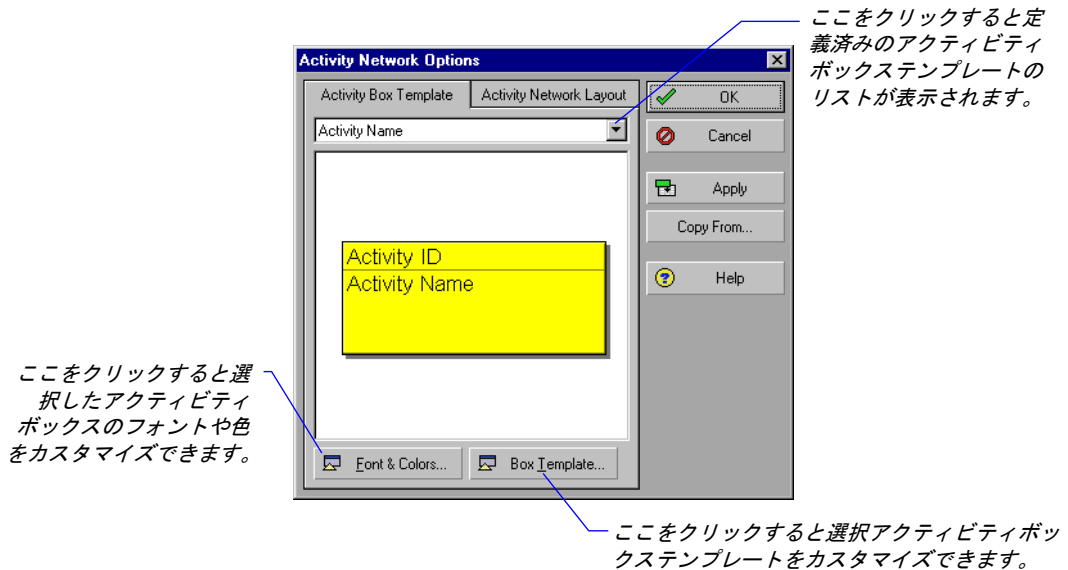 ここをクリックすると定
義済みのアクティビティ
ボックステンプレートの
リストが表示されます。
Activity Network Options
Activity Box Template
Activity Network Layout
OK
Activity Name
Cancel
Apply
Copy From...
Activity ID
Activity Name
Help
ここをクリックすると選
択したアクティビティ
ボックスのフォントや色
をカスタマイズできます。
Font & Colors...
Box Template...
ここをクリックすると選択アクティビティボッ
クステンプレートをカスタマイズできます。